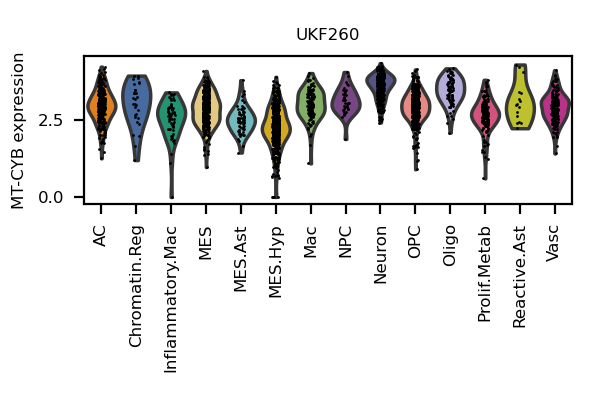 UKF260
MT-CYB expression
2.5
0.0
AC
Chromatin.Reg
Inflammatory.Mac
MES
MES.Ast
MES.Hyp
Mac
NPC
Neuron
OPC
Oligo
Prolif.Metab
Reactive.Ast
Vasc